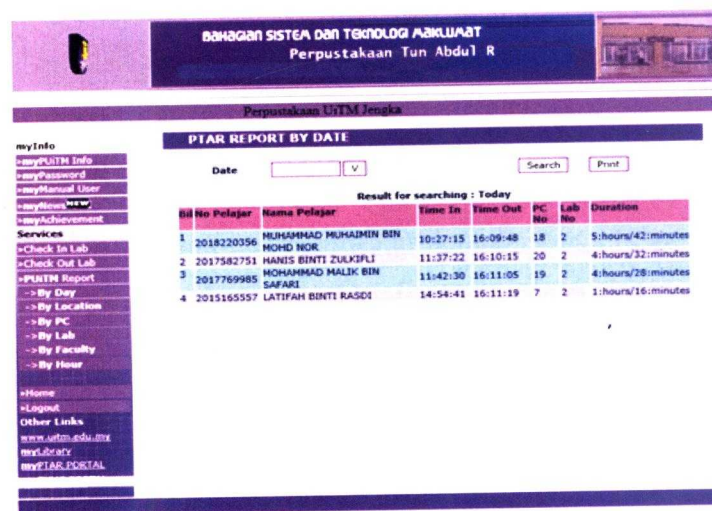 BAHAGIAN SISTEM DAN TEKNOLOGI MAKLUMAT
Perpustakaan Tun Abdul R
Perpustakaan UiTM Jengka
myInfo
»myPUiTM Info
»myPassword
»myManual User
»myNews NEW
»myAchievement
Services
»Check In Lab
»Check Out Lab
»PUiTM Report
->By Day
->By Location
->By PC
->By Lab
->By Faculty
->By Hour
»Home
»Logout
Other Links
www.uitm.edu.my
myLibrary
myPTAR PORTAL
PTAR REPORT BY DATE
Date V Search Print
Result for searching : Today
Bil No Pelajar Nama Pelajar Time In Time Out PC No Lab No Duration
1 2018220356 MUHAMMAD MUHAIMIN BIN MOHD NOR 10:27:15 16:09:48 18 2 5:hours/42:minutes
2 2017582751 HANIS BINTI ZULKIFLI 11:37:22 16:10:15 20 2 4:hours/32:minutes
3 2017769985 MOHAMMAD MALIK BIN SAFARI 11:42:30 16:11:05 19 2 4:hours/28:minutes
4 2015165557 LATIFAH BINTI RASDI 14:54:41 16:11:19 7 2 1:hours/16:minutes